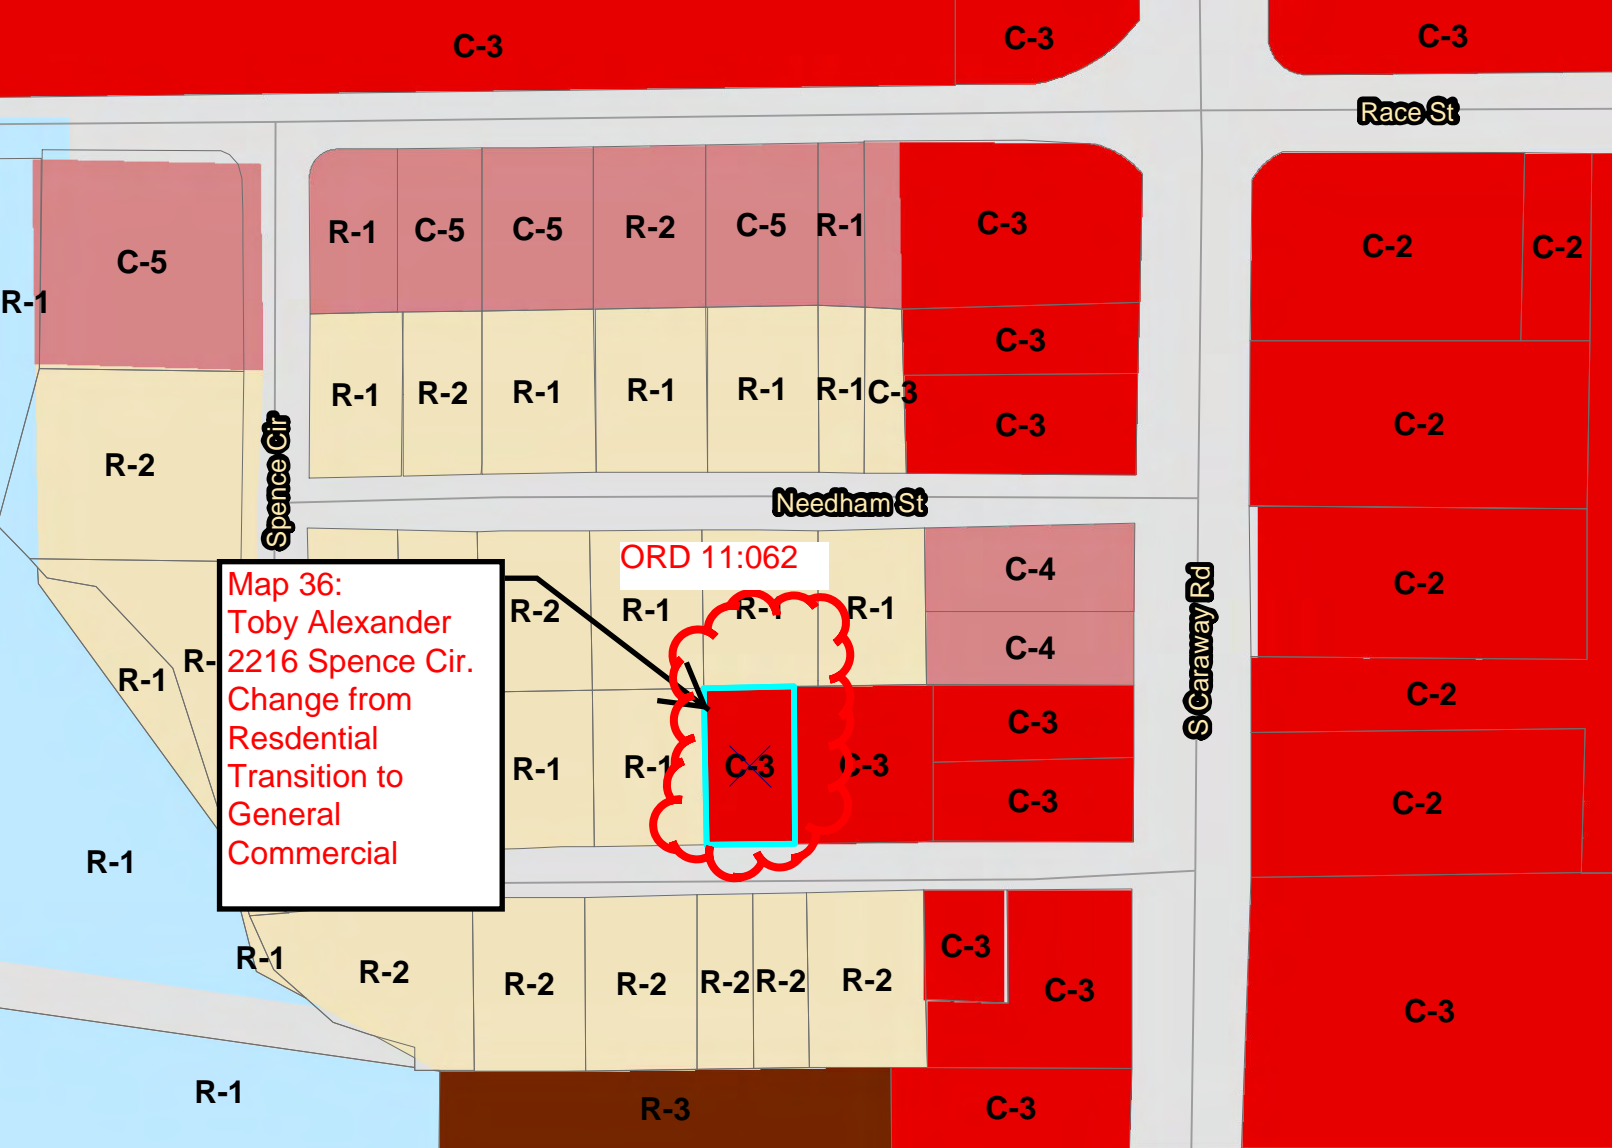 C-3
C-3
C-3
Race St
R-1
C-5
C-5
R-2
C-5
R-1
C-3
C-2
C-2
C-5
R-1
C-3
R-1
R-2
R-1
R-1
R-1
R-1
C-3
C-3
C-2
R-2
Spence Cir
Needham St
ORD 11:062
C-4
C-2
Map 36:
Toby Alexander
2216 Spence Cir.
Change from
Resdential
Transition to
General
Commercial
R-2
R-1
R-1
R-1
C-4
S Caraway Rd
R-1
R-
C-2
C-3
R-1
R-1
C-3
C-3
C-3
C-2
R-1
R-1
R-2
R-2
R-2
R-2
R-2
R-2
C-3
C-3
C-3
R-1
R-3
C-3